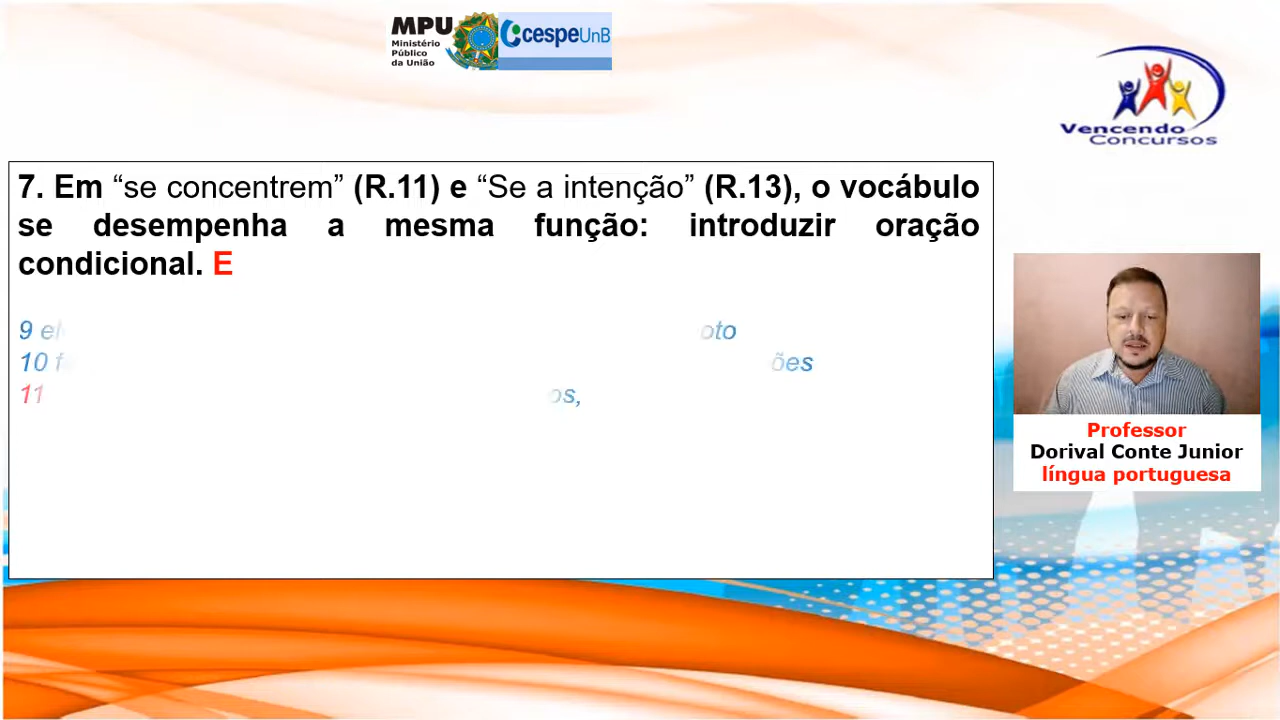 MPU
Ministério
Público
da União
cespeUnB
Vencendo
Concursos
7. Em “se concentrem” (R.11) e “Se a intenção” (R.13), o vocábulo
se desempenha a mesma função: introduzir oração
condicional. E
9
10
11
Professor
Dorival Conte Junior
língua portuguesa